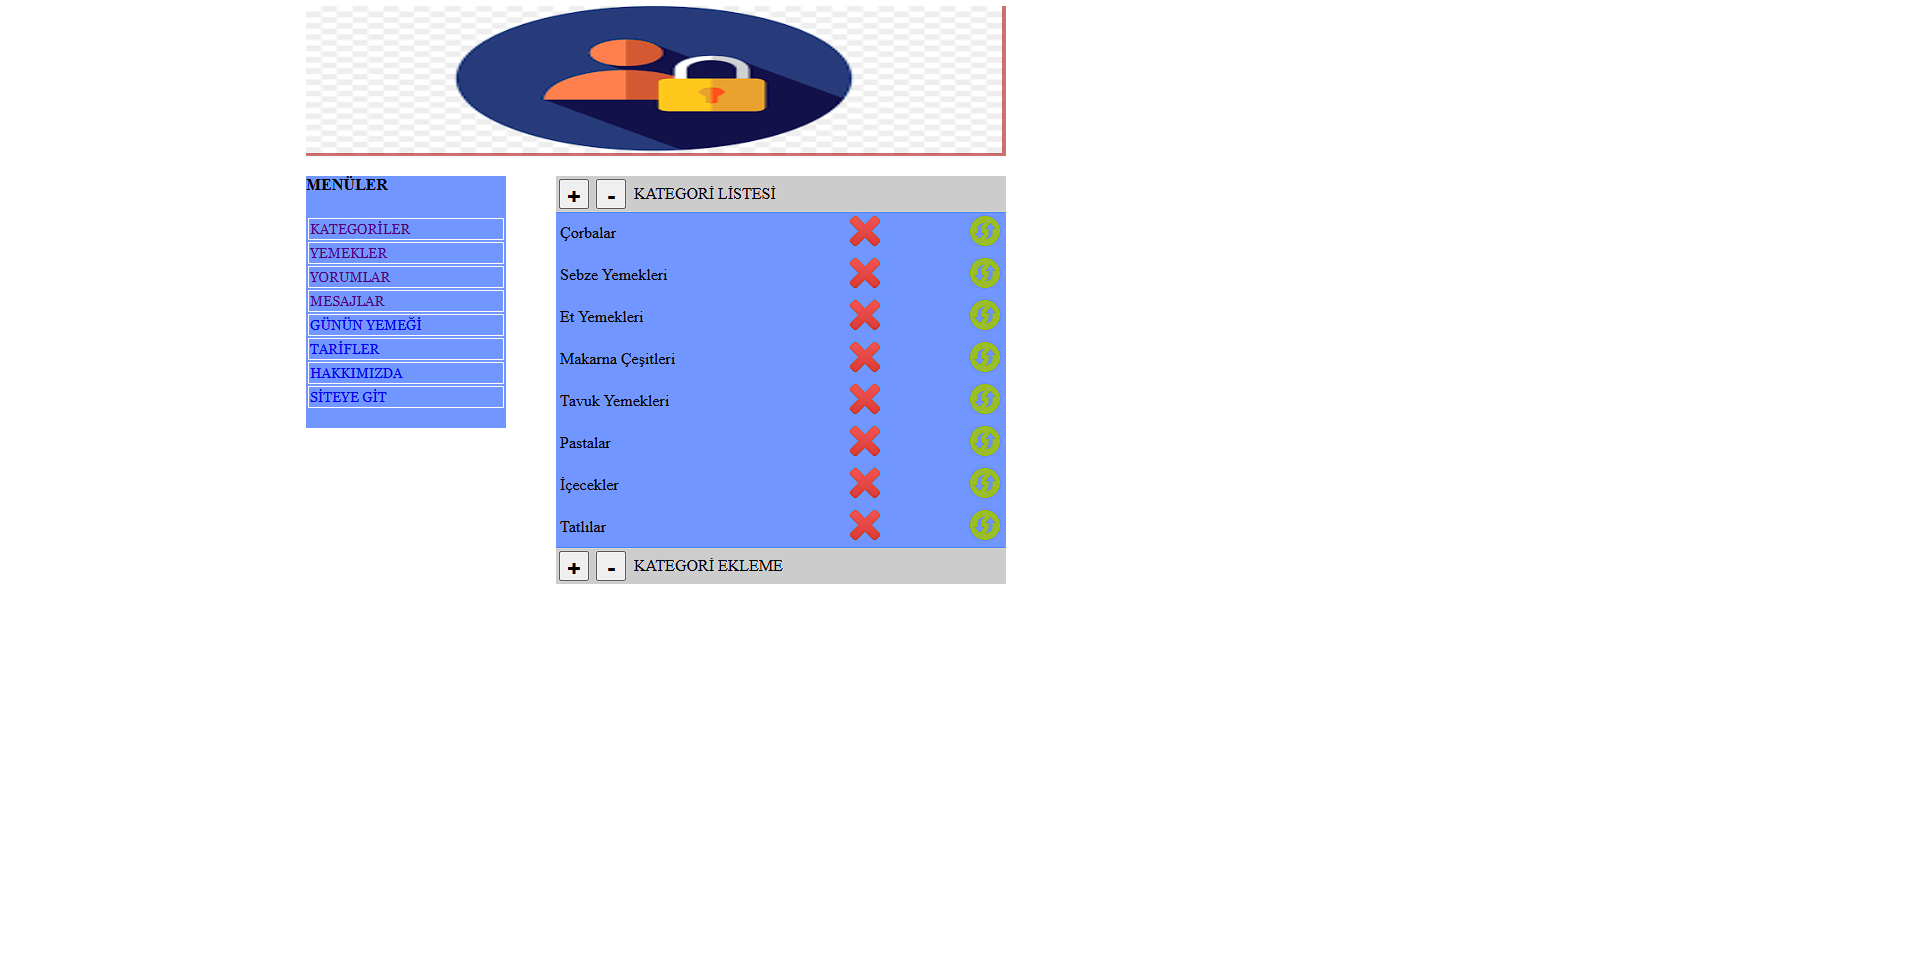 MENÜLER
KATEGORİLER
YEMEKLER
YORUMLAR
MESAJLAR
GÜNÜN YEMEĞİ
TARİFLER
HAKKIMIZDA
SİTEYE GİT
+ - KATEGORİ LİSTESİ
Çorbalar
Sebze Yemekleri
Et Yemekleri
Makarna Çeşitleri
Tavuk Yemekleri
Pastalar
İçecekler
Tatlılar
+ - KATEGORİ EKLEME